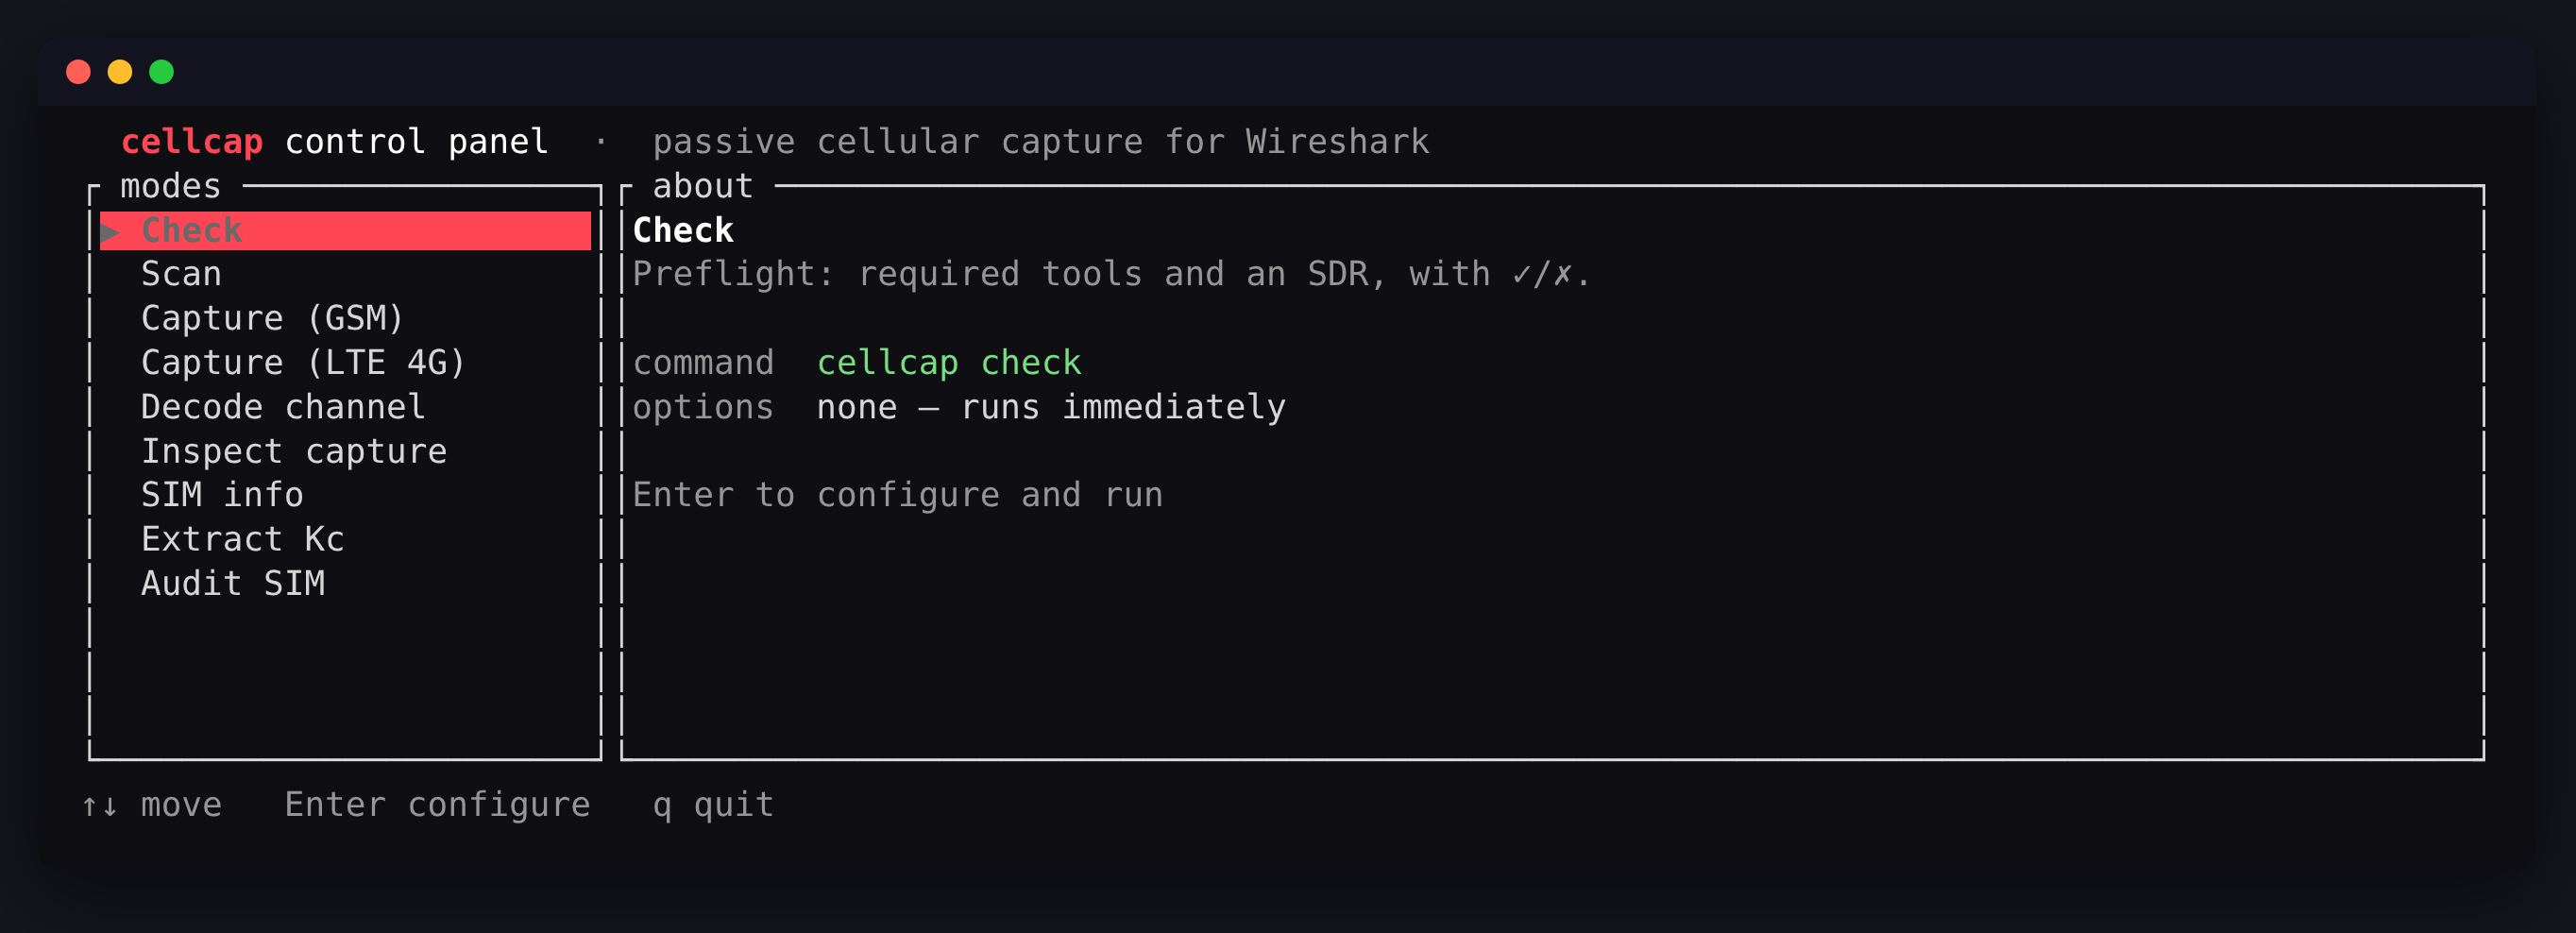 cellcap control panel · passive cellular capture for Wireshark
modes
▶ Check
Scan
Capture (GSM)
Capture (LTE 4G)
Decode channel
Inspect capture
SIM info
Extract Kc
Audit SIM
about
Check
Preflight: required tools and an SDR, with ✓/✗.
command cellcap check
options none — runs immediately
Enter to configure and run
↑↓ move Enter configure q quit